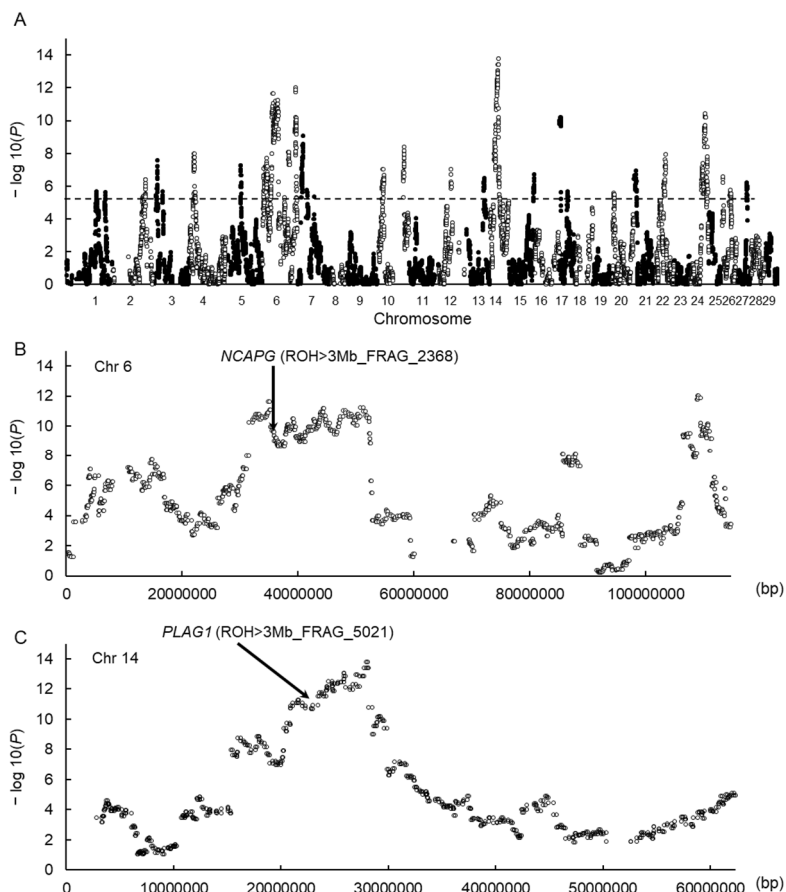 A
− log 10(P)
14
12
10
8
6
4
2
0
1 2 3 4 5 6 7 8 9 10 11 12 13 14 15 16 17 18 19 20 21 22 23 24 25 26 27 28 29
Chromosome
B
Chr 6
NCAPG (ROH>3Mb_FRAG_2368)
− log 10(P)
14
12
10
8
6
4
2
0
0 20000000 40000000 60000000 80000000 100000000 (bp)
C
Chr 14
PLAG1 (ROH>3Mb_FRAG_5021)
− log 10(P)
14
12
10
8
6
4
2
0
0 10000000 20000000 30000000 40000000 50000000 60000000 (bp)